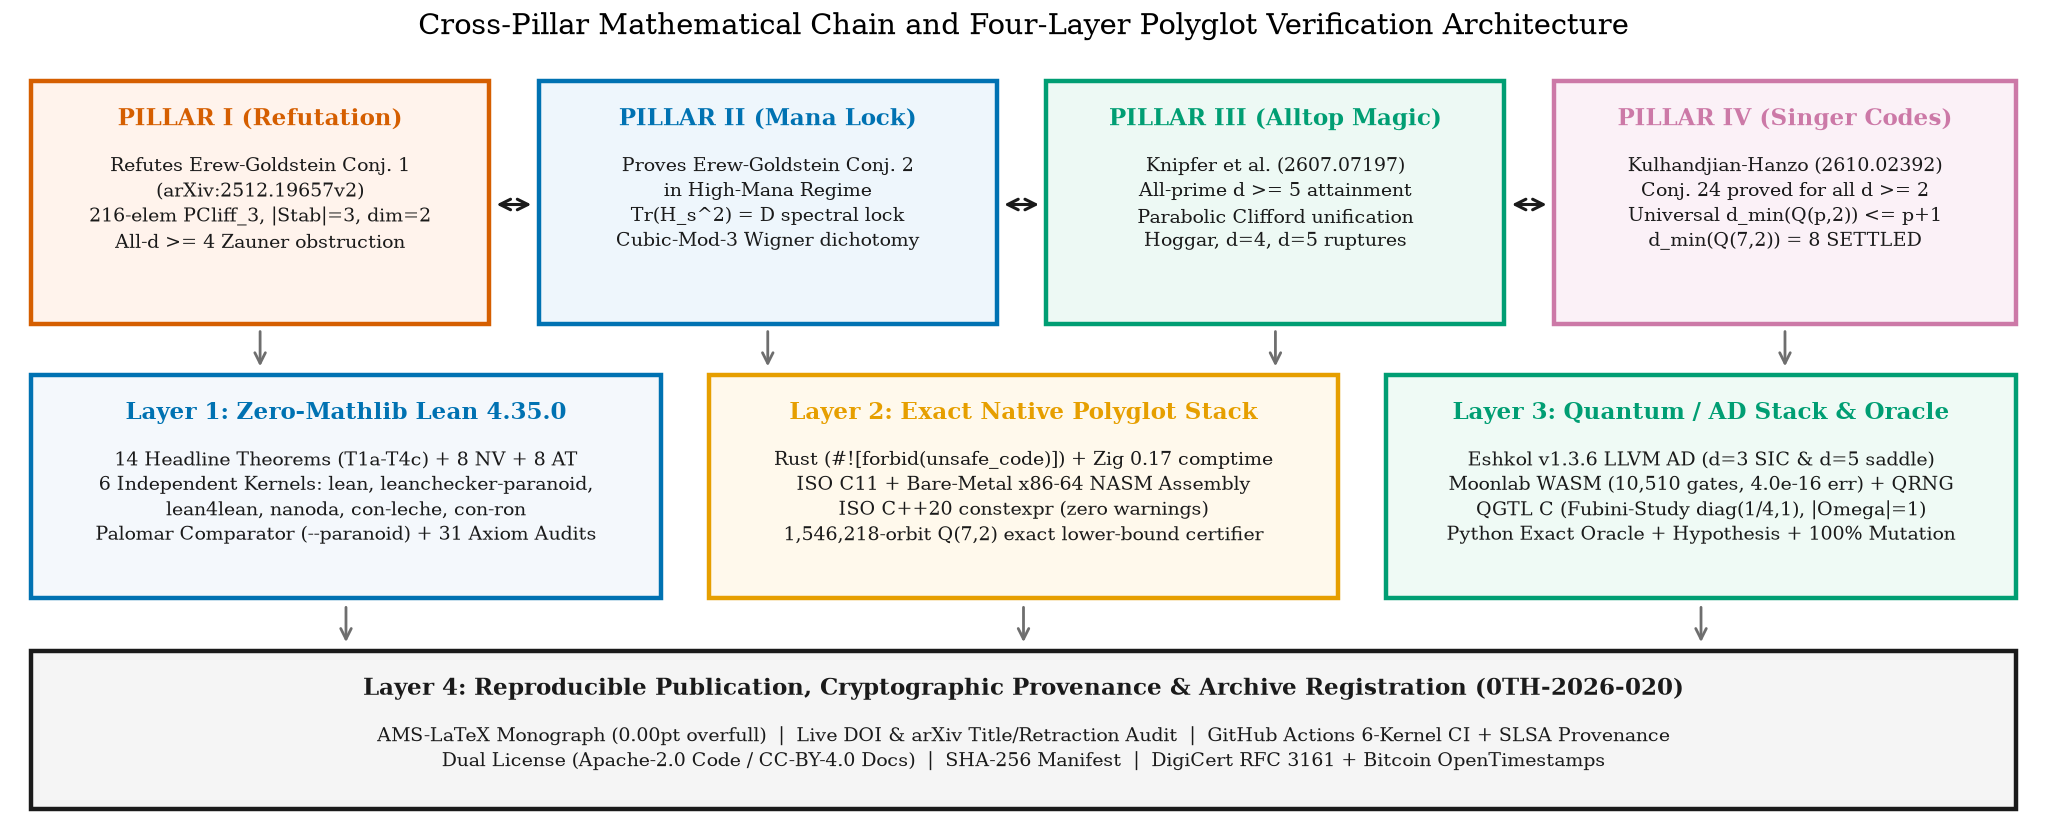 Cross-Pillar Mathematical Chain and Four-Layer Polyglot Verification Architecture
PILLAR I (Refutation)
Refutes Erew-Goldstein Conj. 1
(arXiv:2512.19657v2)
216-elem PCliff_3, |Stab|=3, dim=2
All-d >= 4 Zauner obstruction
PILLAR II (Mana Lock)
Proves Erew-Goldstein Conj. 2
in High-Mana Regime
Tr(H_s^2) = D spectral lock
Cubic-Mod-3 Wigner dichotomy
PILLAR III (Alltop Magic)
Knipfer et al. (2607.07197)
All-prime d >= 5 attainment
Parabolic Clifford unification
Hoggar, d=4, d=5 ruptures
PILLAR IV (Singer Codes)
Kulhandjian-Hanzo (2610.02392)
Conj. 24 proved for all d >= 2
Universal d_min(Q(p,2)) <= p+1
d_min(Q(7,2)) = 8 SETTLED
Layer 1: Zero-Mathlib Lean 4.35.0
14 Headline Theorems (T1a-T4c) + 8 NV + 8 AT
6 Independent Kernels: lean, leanchecker-paranoid,
lean4lean, nanoda, con-leche, con-ron
Palomar Comparator (--paranoid) + 31 Axiom Audits
Layer 2: Exact Native Polyglot Stack
Rust (#![forbid(unsafe_code)]) + Zig 0.17 comptime
ISO C11 + Bare-Metal x86-64 NASM Assembly
ISO C++20 constexpr (zero warnings)
1,546,218-orbit Q(7,2) exact lower-bound certifier
Layer 3: Quantum / AD Stack & Oracle
Eshkol v1.3.6 LLVM AD (d=3 SIC & d=5 saddle)
Moonlab WASM (10,510 gates, 4.0e-16 err) + QRNG
QGTL C (Fubini-Study diag(1/4,1), |Omega|=1)
Python Exact Oracle + Hypothesis + 100% Mutation
Layer 4: Reproducible Publication, Cryptographic Provenance & Archive Registration (0TH-2026-020)
AMS-LaTeX Monograph (0.00pt overfull) | Live DOI & arXiv Title/Retraction Audit | GitHub Actions 6-Kernel CI + SLSA Provenance
Dual License (Apache-2.0 Code / CC-BY-4.0 Docs) | SHA-256 Manifest | DigiCert RFC 3161 + Bitcoin OpenTimestamps